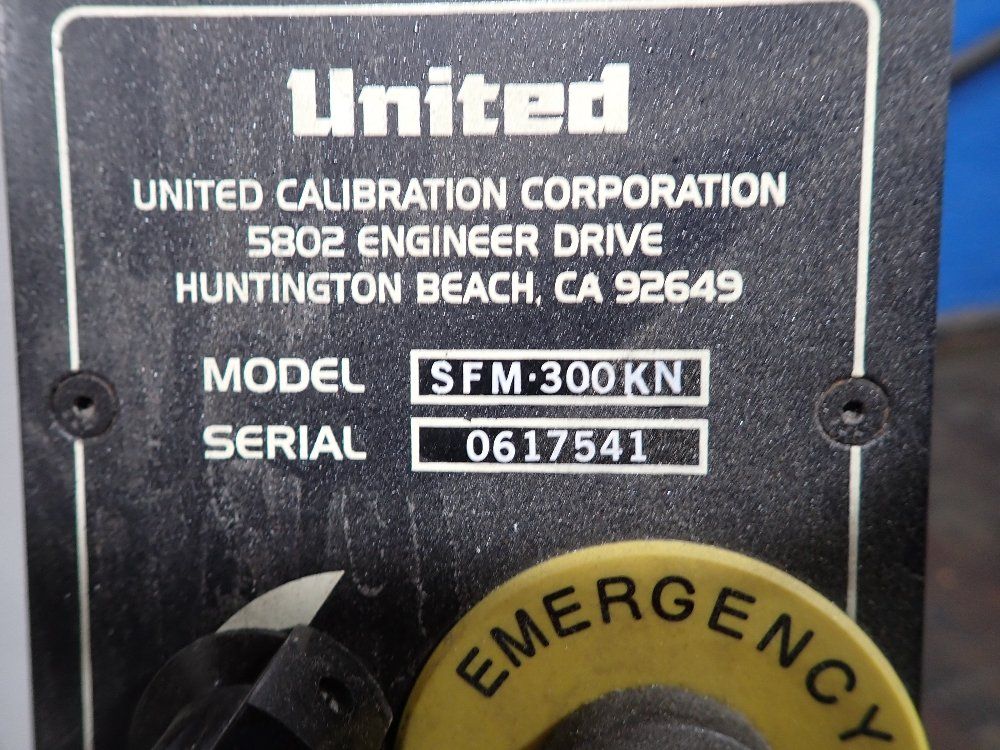 United
UNITED CALIBRATION CORPORATION
5802 ENGINEER DRIVE
HUNTINGTON BEACH, CA 92649
MODEL SFM·300KN
SERIAL 0617541
EMERGENCY